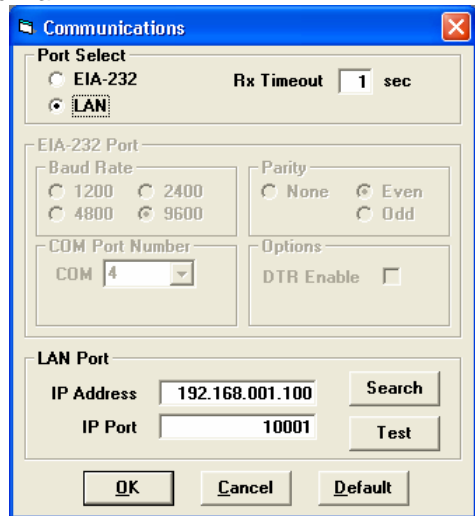 Communications
Port Select
EIA-232
Rx Timeout 1 sec
LAN
EIA-232 Port
Baud Rate
1200 2400
4800 9600
Parity
None Even
Odd
COM Port Number
COM 4
Options
DTR Enable
LAN Port
IP Address 192.168.001.100 Search
IP Port 10001 Test
OK Cancel Default